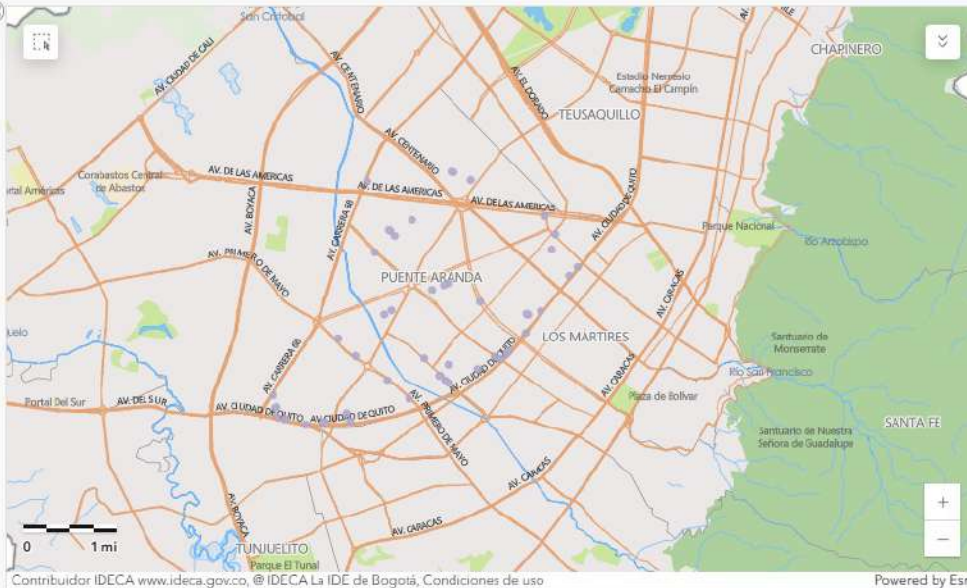 San Cristobal
AV. CIUDAD DE CALI
AV. CENTENARIO
AV. EL DORADO
CHAPINERO
Estadio Nemesio
Camacho El Campín
TEUSAQUILLO
AV. CENTENARIO
Corabastos Central
de Abastos
AV. DE LAS AMERICAS
AV. DE LAS AMERICAS
AV. DE LAS AMERICAS
AV. CIUDAD DE QUITO
Portal Américas
AV. BOYACA
AV. CARRERA 68
Parque Nacional
Río Arzobispo
AV. PRIMERO DE MAYO
PUENTE ARANDA
AV. CARACAS
LOS MÁRTIRES
Santuario de
Monserrate
AV. CIUDAD DE QUITO
AV. CARRERA 68
Río San Francisco
AV. CARACAS
Plaza de Bolívar
Portal Del Sur
AV. DEL SUR
AV. CIUDAD DE QUITO
AV. CIUDAD DE QUITO
AV. PRIMERO DE MAYO
SANTA FE
Santuario de Nuestra
Señora de Guadalupe
AV. CARACAS
AV. BOYACA
AV. CARACAS
0 1 mi
TUNJUELITO
Parque El Tunal
+
−
Contribuidor IDECA www.ideca.gov.co, @ IDECA La IDE de Bogotá, Condiciones de uso
Powered by Es